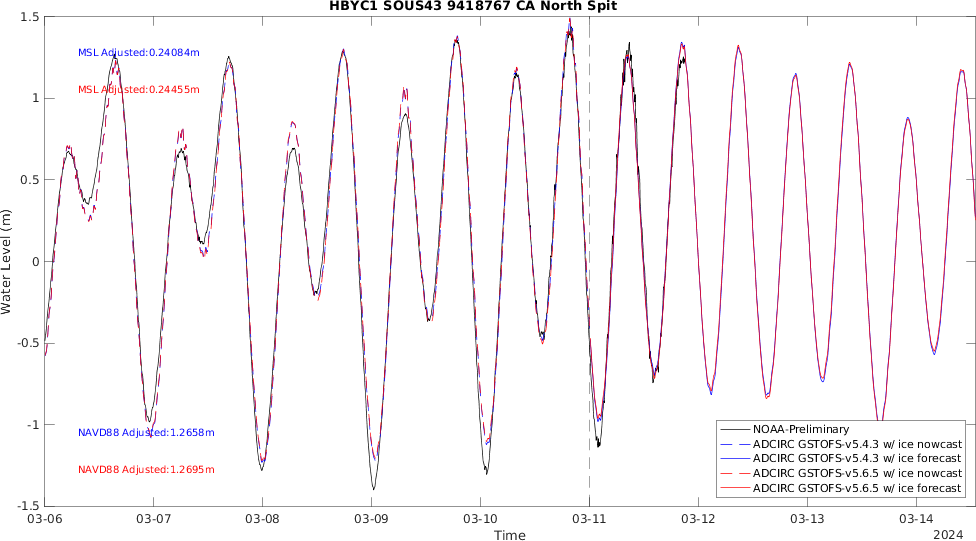 HBYC1 SOUS43 9418767 CA North Spit
1.5
MSL Adjusted:0.24084m
MSL Adjusted:0.24455m
1
0.5
Water Level (m)
0
-0.5
-1
NAVD88 Adjusted:1.2658m
NAVD88 Adjusted:1.2695m
-1.5
NOAA-Preliminary
ADCIRC GSTOFS-v5.4.3 w/ ice nowcast
ADCIRC GSTOFS-v5.4.3 w/ ice forecast
ADCIRC GSTOFS-v5.6.5 w/ ice nowcast
ADCIRC GSTOFS-v5.6.5 w/ ice forecast
03-06 03-07 03-08 03-09 03-10 03-11 03-12 03-13 03-14
Time
2024